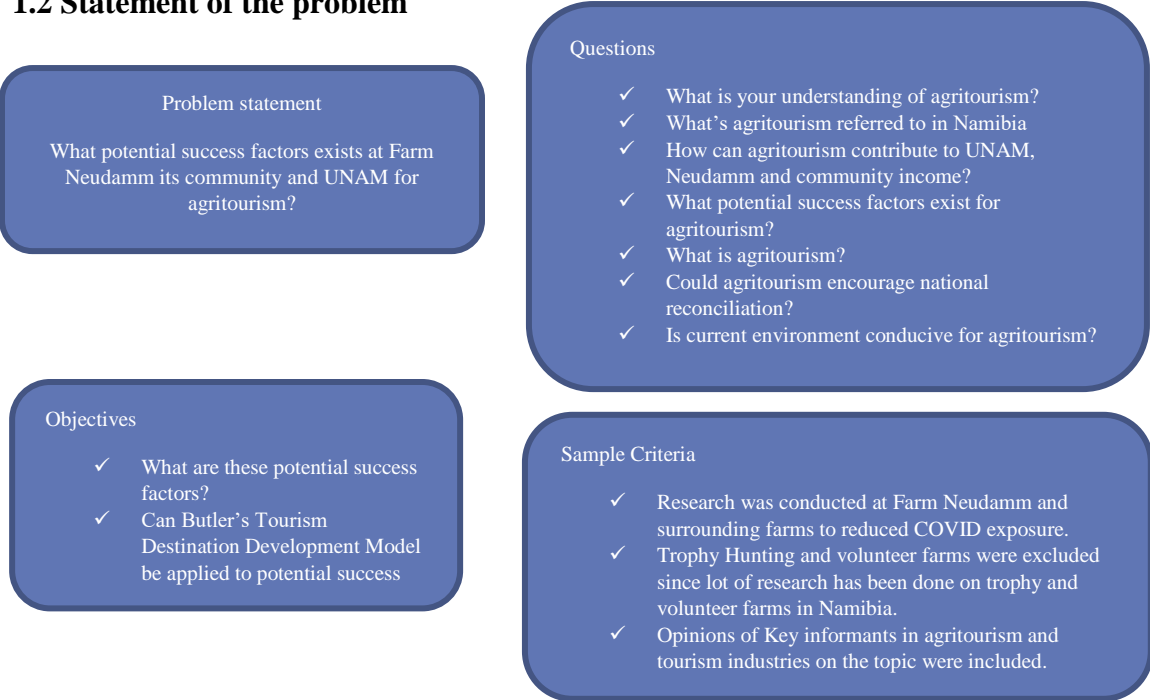 1.2 Statement of the problem
Problem statement
What potential success factors exists at Farm
Neudamm its community and UNAM for
agritourism?
Questions
✓ What is your understanding of agritourism?
✓ What’s agritourism referred to in Namibia
✓ How can agritourism contribute to UNAM,
Neudamm and community income?
✓ What potential success factors exist for
agritourism?
✓ What is agritourism?
✓ Could agritourism encourage national
reconciliation?
✓ Is current environment conducive for agritourism?
Objectives
✓ What are these potential success
factors?
✓ Can Butler’s Tourism
Destination Development Model
be applied to potential success
Sample Criteria
✓ Research was conducted at Farm Neudamm and
surrounding farms to reduced COVID exposure.
✓ Trophy Hunting and volunteer farms were excluded
since lot of research has been done on trophy and
volunteer farms in Namibia.
✓ Opinions of Key informants in agritourism and
tourism industries on the topic were included.